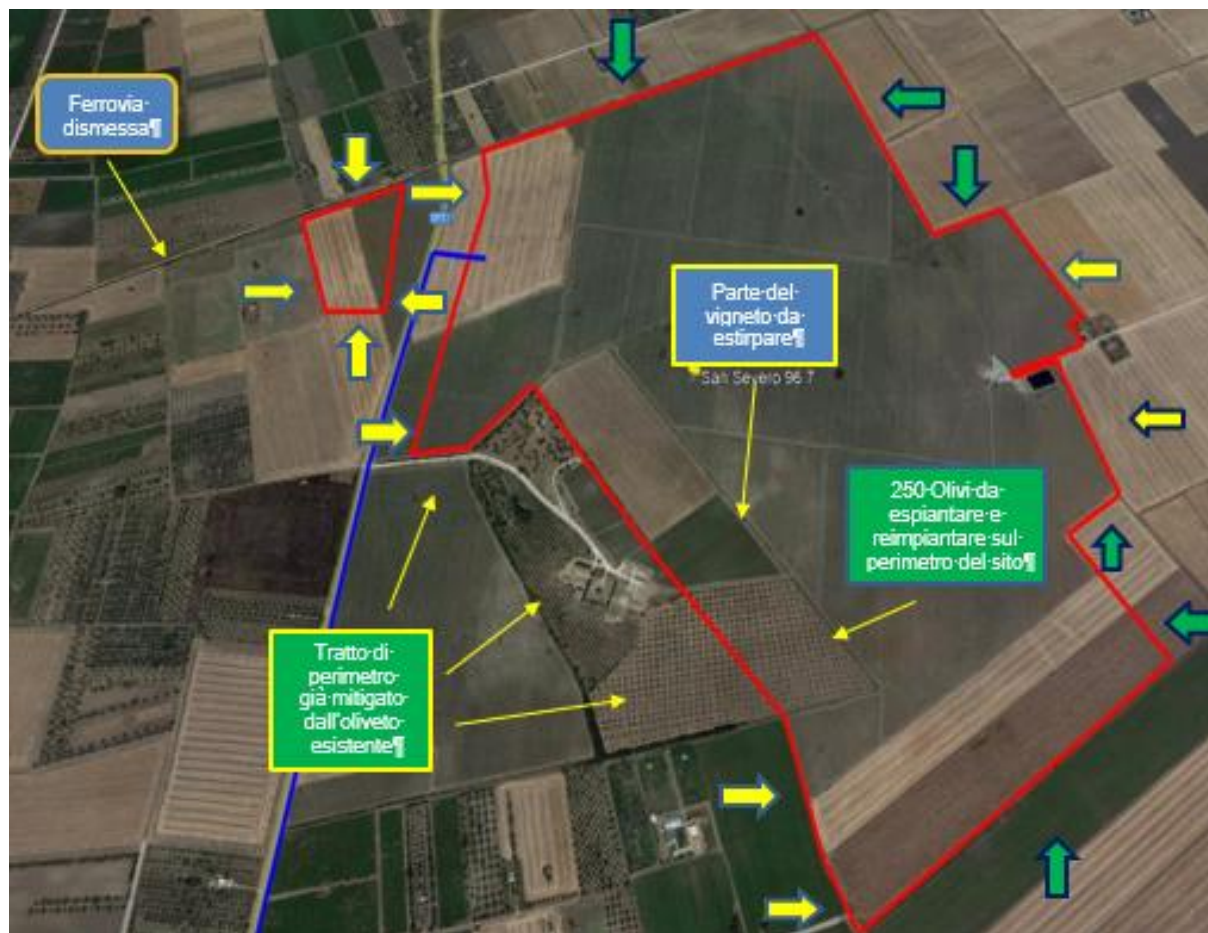 Ferrovia·
dismessa¶
Parte·del·
vigneto·da·
estirpare¶
San Severo 96.7
250·Olivi·da·
espiantare·e·
reimpiantare·sul·
perimetro·del·sito¶
Tratto·di·
perimetro·
già·mitigato·
dall'oliveto·
esistente¶